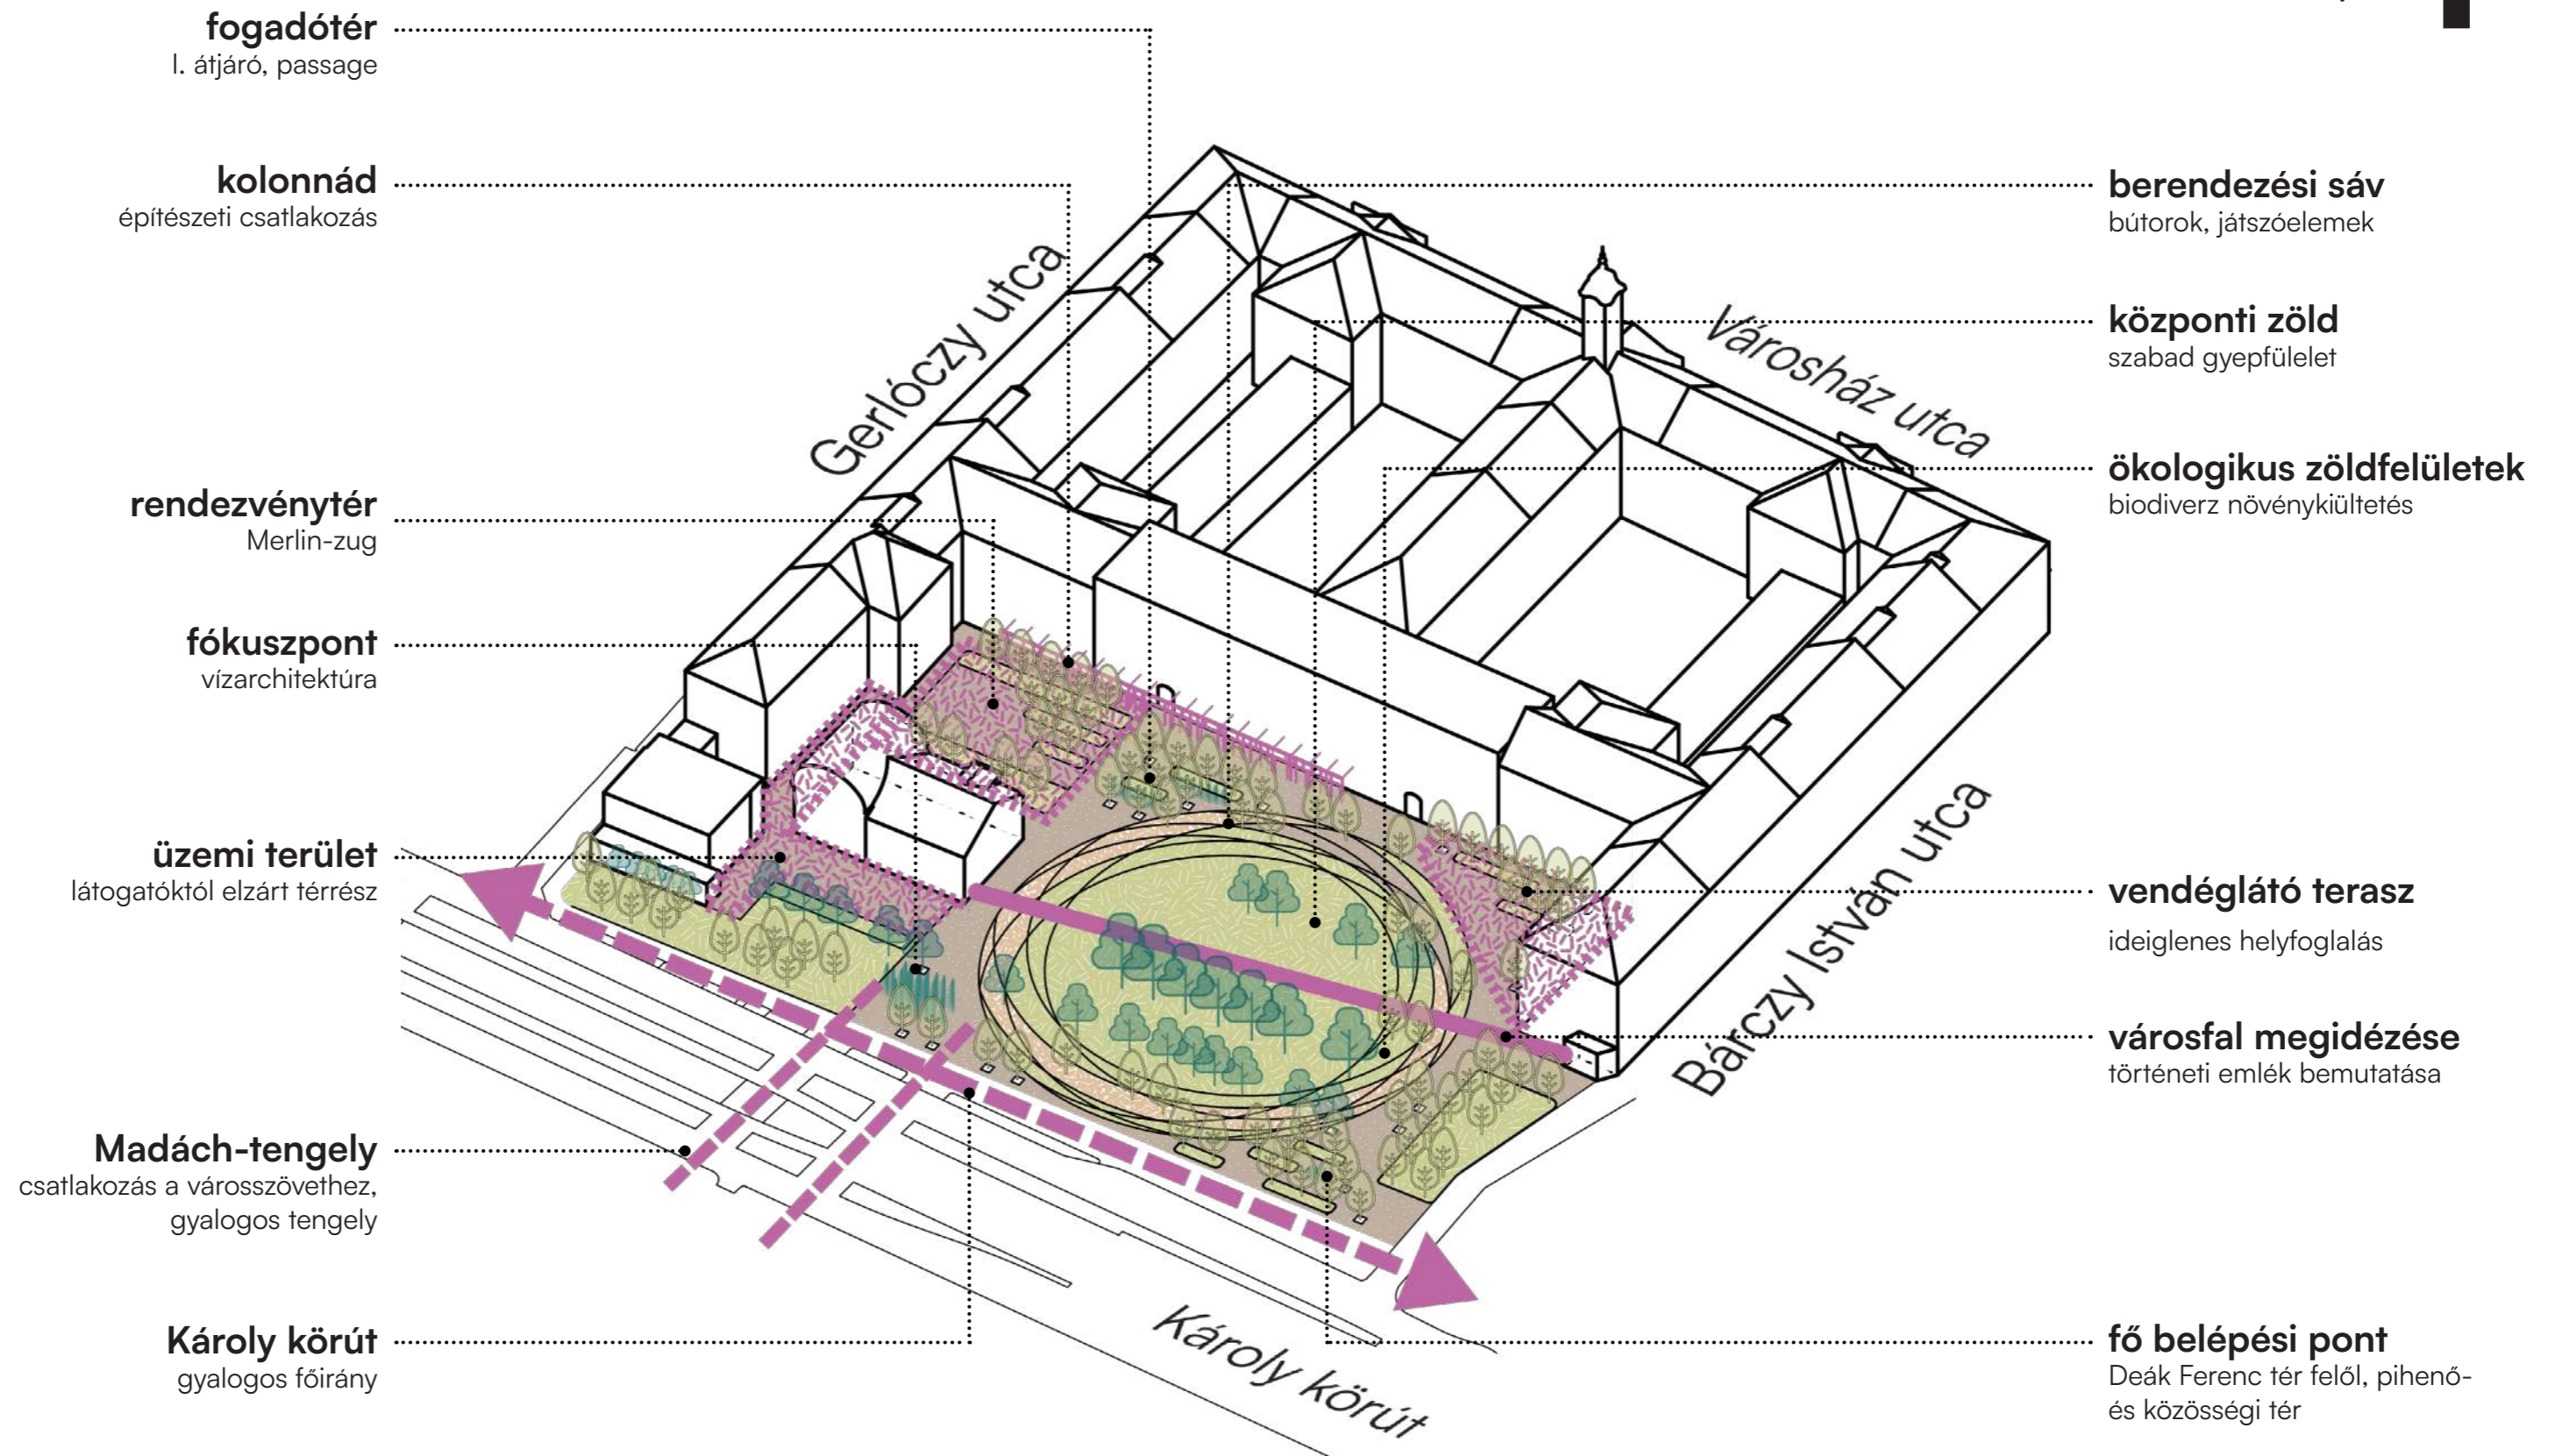 fogadótér
I. átjáró, passage
kolonnád
építészeti csatlakozás
rendezvénytér
Merlin-zug
fókuszpont
vízarchitektúra
üzemi terület
látogatóktól elzárt térrész
Madách-tengely
csatlakozás a városszövethez,
gyalogos tengely
Károly körút
gyalogos főirány
Gerlóczy utca
Városház utca
Bárczy István utca
Károly körút
berendezési sáv
bútorok, játszóelemek
központi zöld
szabad gyepfülelet
ökologikus zöldfelületek
biodiverz növénykiültetés
vendéglátó terasz
ideiglenes helyfoglalás
városfal megidézése
történeti emlék bemutatása
fő belépési pont
Deák Ferenc tér felől, pihenő-
és közösségi tér